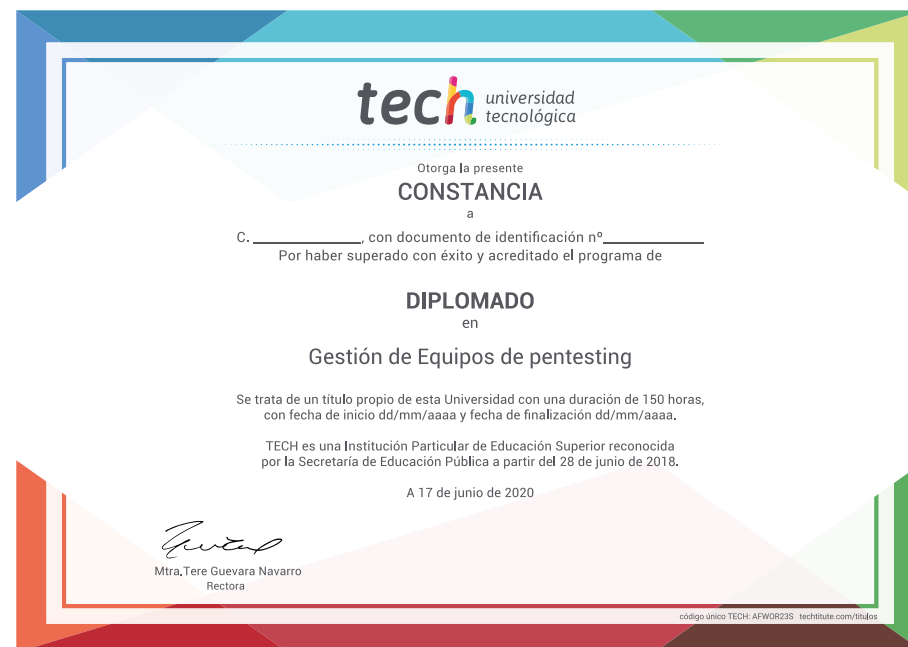 tech universidad
tecnológica
Otorga la presente
CONSTANCIA
a
C. ____________, con documento de identificación nº____________
Por haber superado con éxito y acreditado el programa de
DIPLOMADO
en
Gestión de Equipos de pentesting
Se trata de un título propio de esta Universidad con una duración de 150 horas,
con fecha de inicio dd/mm/aaaa y fecha de finalización dd/mm/aaaa.
TECH es una Institución Particular de Educación Superior reconocida
por la Secretaría de Educación Pública a partir del 28 de junio de 2018.
A 17 de junio de 2020
Mtra.Tere Guevara Navarro
Rectora
código único TECH: AFWOR23S techtitute.com/titulos